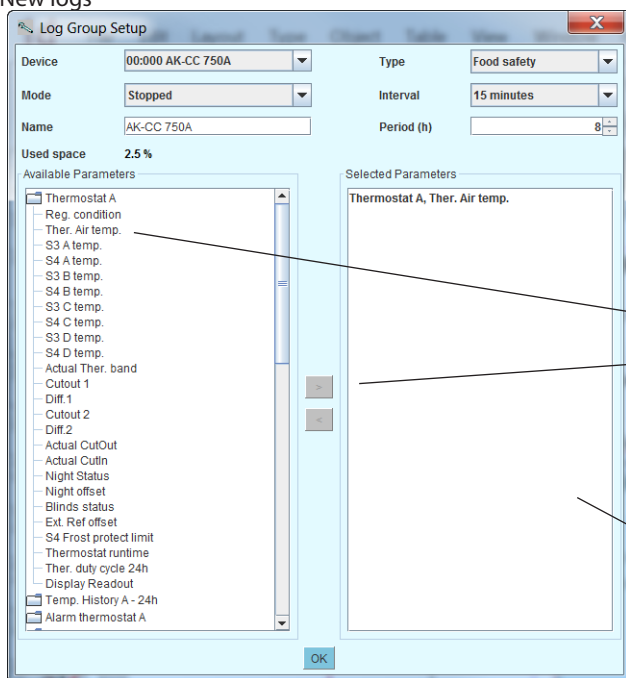 New logs
Log Group Setup
Device 00:000 AK-CC 750A Type Food safety
Mode Stopped Interval 15 minutes
Name AK-CC 750A Period (h) 8
Used space 2.5 %
Available Parameters
Thermostat A
Reg. condition
Ther. Air temp.
S3 A temp.
S4 A temp.
S3 B temp.
S4 B temp.
S3 C temp.
S4 C temp.
S3 D temp.
S4 D temp.
Actual Ther. band
Cutout 1
Diff.1
Cutout 2
Diff.2
Actual CutOut
Actual CutIn
Night Status
Night offset
Blinds status
Ext. Ref offset
S4 Frost protect limit
Thermostat runtime
Ther. duty cycle 24h
Display Readout
Temp. History A - 24h
Alarm thermostat A
>
<
Selected Parameters
Thermostat A, Ther. Air temp.
OK